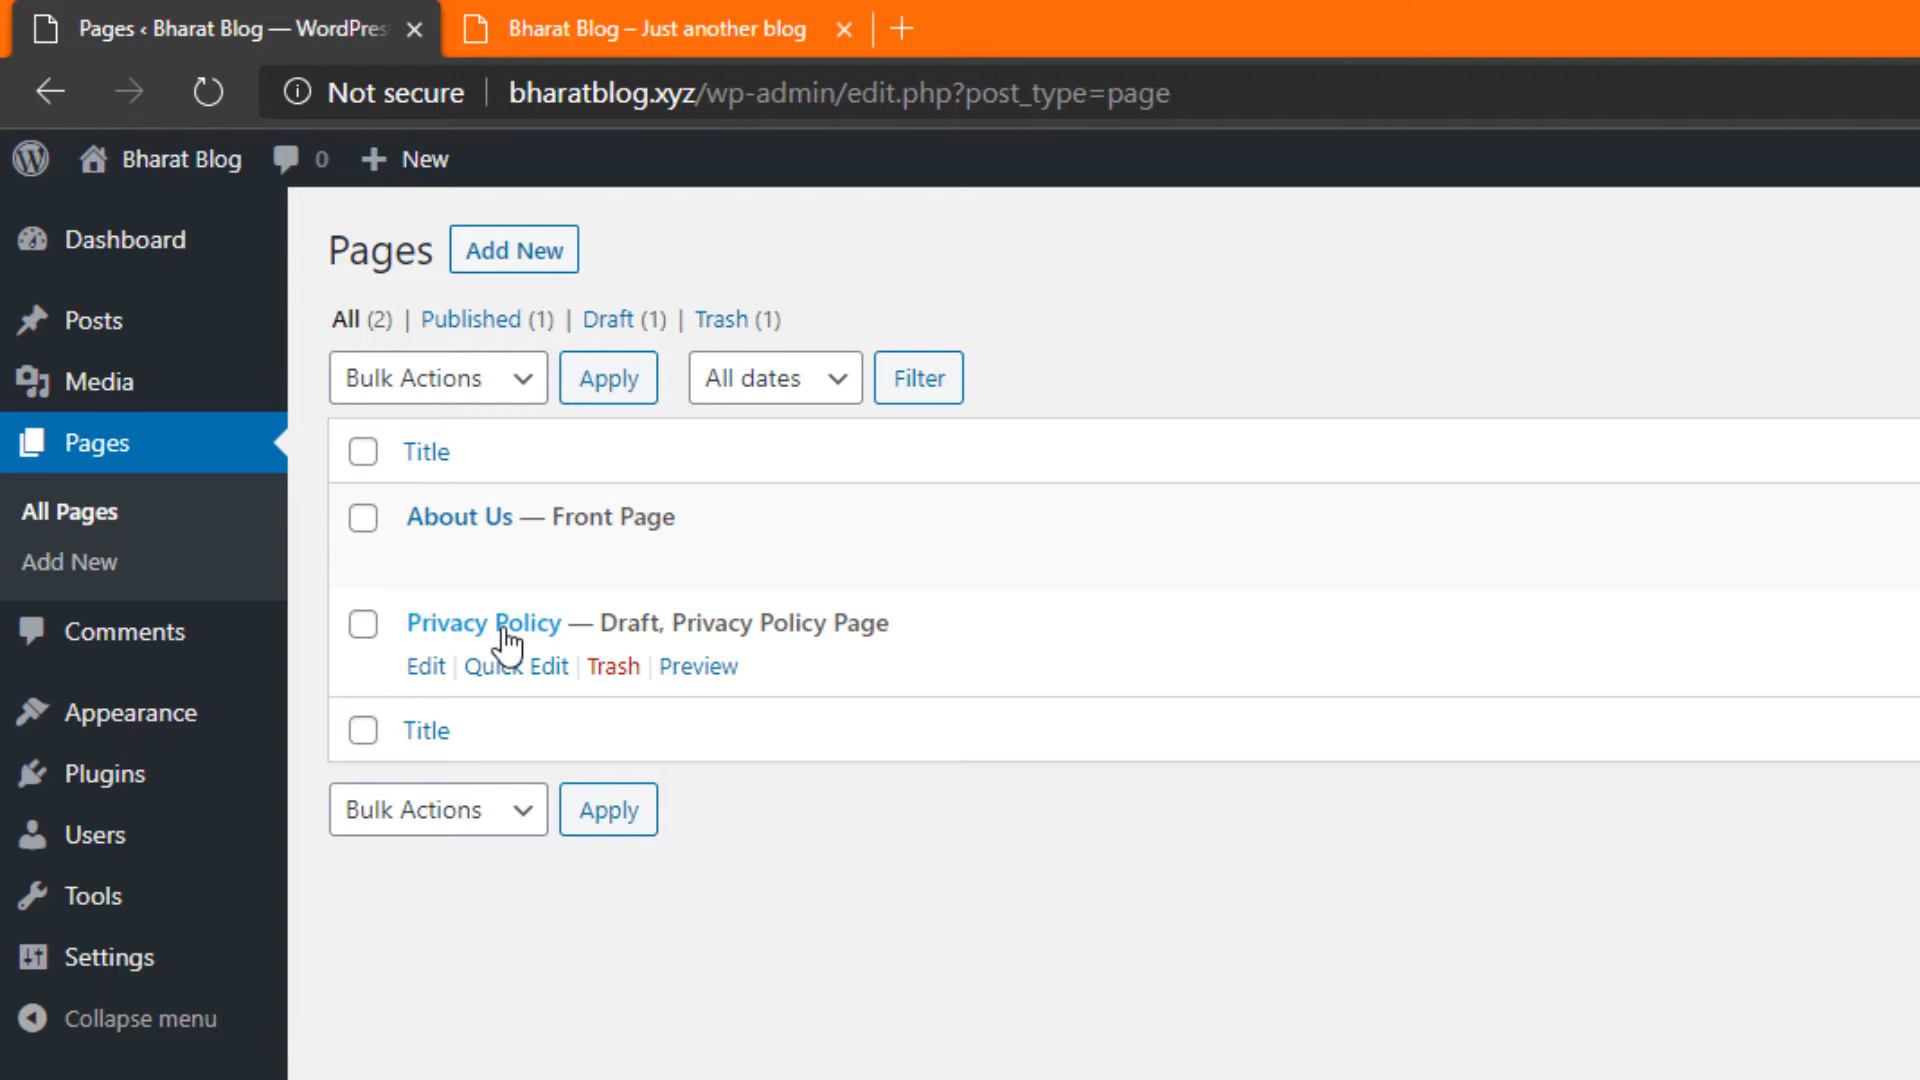 Pages ‹ Bharat Blog — WordPres
Bharat Blog – Just another blog
Not secure | bharatblog.xyz/wp-admin/edit.php?post_type=page
Bharat Blog 0 + New
Dashboard
Posts
Media
Pages
All Pages
Add New
Comments
Appearance
Plugins
Users
Tools
Settings
Collapse menu
Pages Add New
All (2) | Published (1) | Draft (1) | Trash (1)
Bulk Actions Apply All dates Filter
Title
About Us — Front Page
Privacy Policy — Draft, Privacy Policy Page
Edit | Quick Edit | Trash | Preview
Title
Bulk Actions Apply